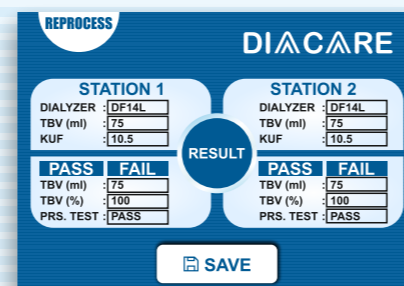 REPROCESS
DIACARE
STATION 1
DIALYZER : DF14L
TBV (ml) : 75
KUF : 10.5
PASS FAIL
TBV (ml) : 75
TBV (%) : 100
PRS. TEST : PASS
RESULT
STATION 2
DIALYZER : DF14L
TBV (ml) : 75
KUF : 10.5
PASS FAIL
TBV (ml) : 75
TBV (%) : 100
PRS. TEST : PASS
SAVE